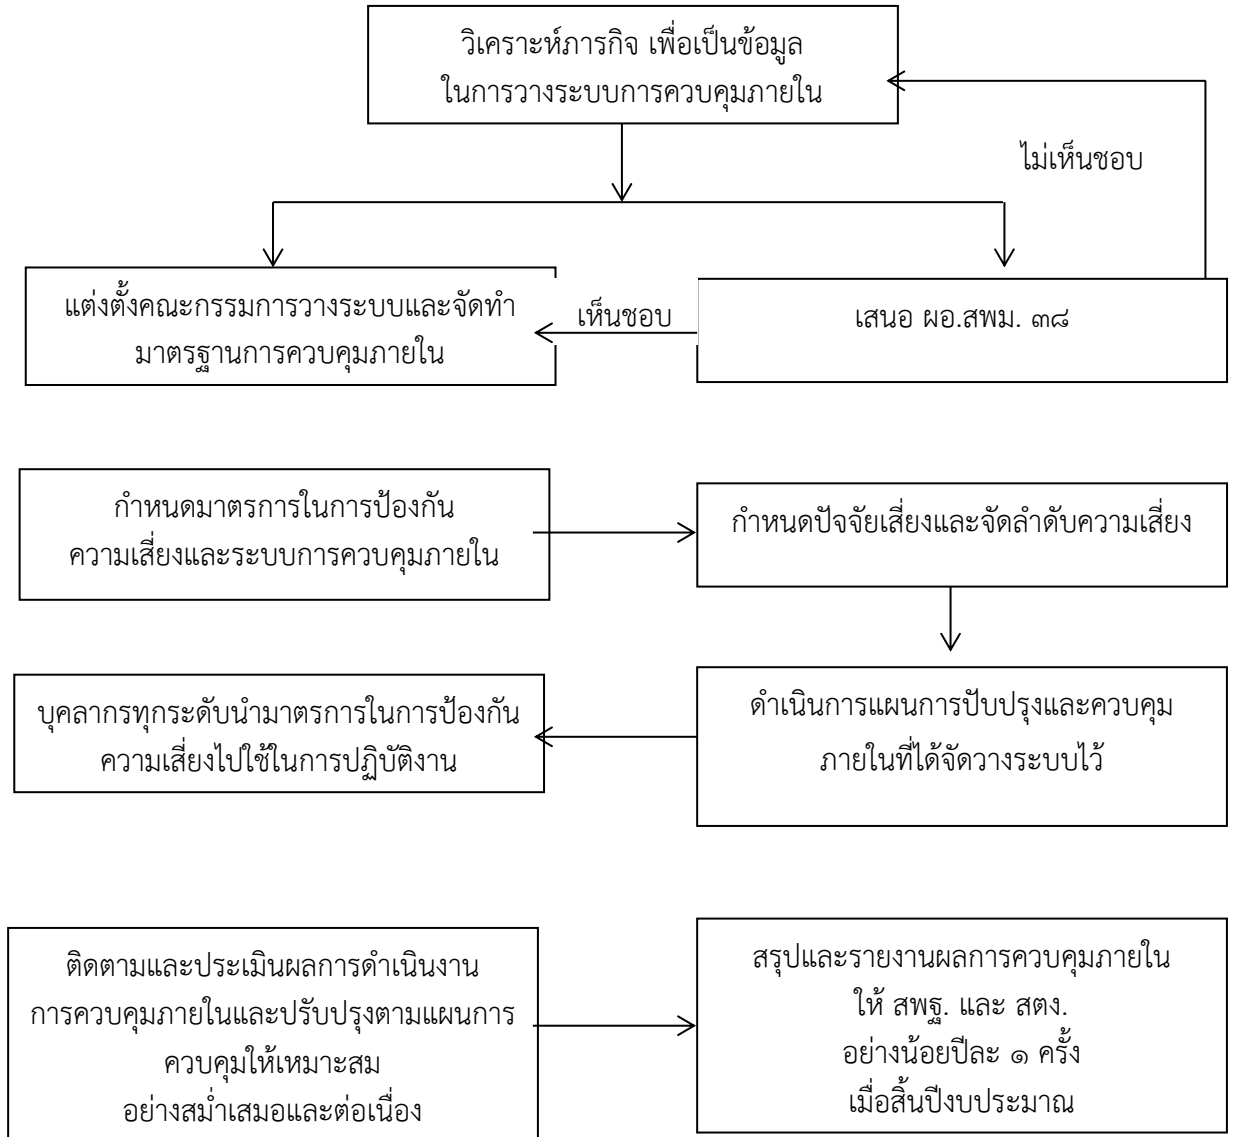 วิเคราะห์ภารกิจ เพื่อเป็นข้อมูล
ในการวางระบบการควบคุมภายใน
ไม่เห็นชอบ
แต่งตั้งคณะกรรมการวางระบบและจัดทำ
มาตรฐานการควบคุมภายใน
เห็นชอบ
เสนอ ผอ.สพม. ๓๘
กำหนดมาตรการในการป้องกัน
ความเสี่ยงและระบบการควบคุมภายใน
กำหนดปัจจัยเสี่ยงและจัดลำดับความเสี่ยง
บุคลากรทุกระดับนำมาตรการในการป้องกัน
ความเสี่ยงไปใช้ในการปฏิบัติงาน
ดำเนินการแผนการปับปรุงและควบคุม
ภายในที่ได้จัดวางระบบไว้
ติดตามและประเมินผลการดำเนินงาน
การควบคุมภายในและปรับปรุงตามแผนการ
ควบคุมให้เหมาะสม
อย่างสม่ำเสมอและต่อเนื่อง
สรุปและรายงานผลการควบคุมภายใน
ให้ สพฐ. และ สตง.
อย่างน้อยปีละ ๑ ครั้ง
เมื่อสิ้นปีงบประมาณ